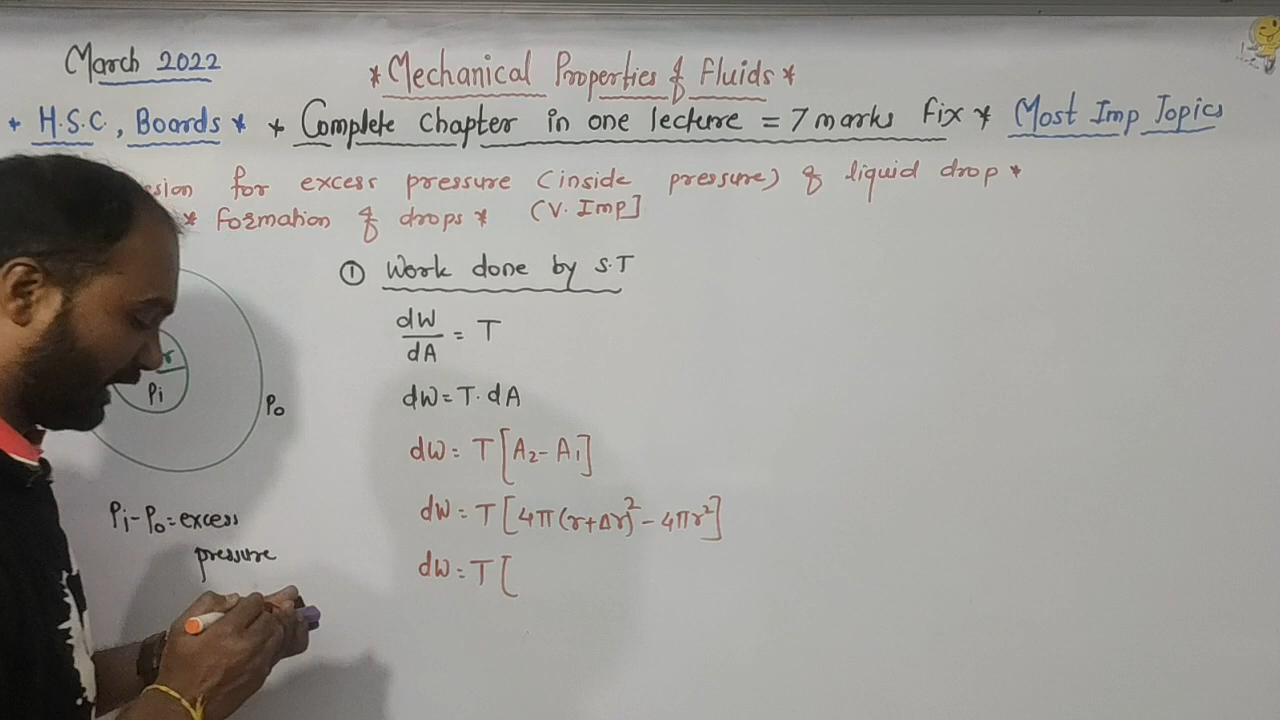 March 2022
*Mechanical Properties of Fluids*
* H.S.C, Boards * * Complete Chapter in one lecture = 7 marks fix * Most Imp Topics
for excess pressure (inside pressure) of liquid drop *
* formation of drops * (V. Imp]
① Work done by S.T
dW/dA = T
dW = T. dA
dW = T[A₂ - A₁]
dW = T[4π(r+Δr)² - 4πr²]
dW = T[
r
Pi
Po
Pi - Po = excess
pressure